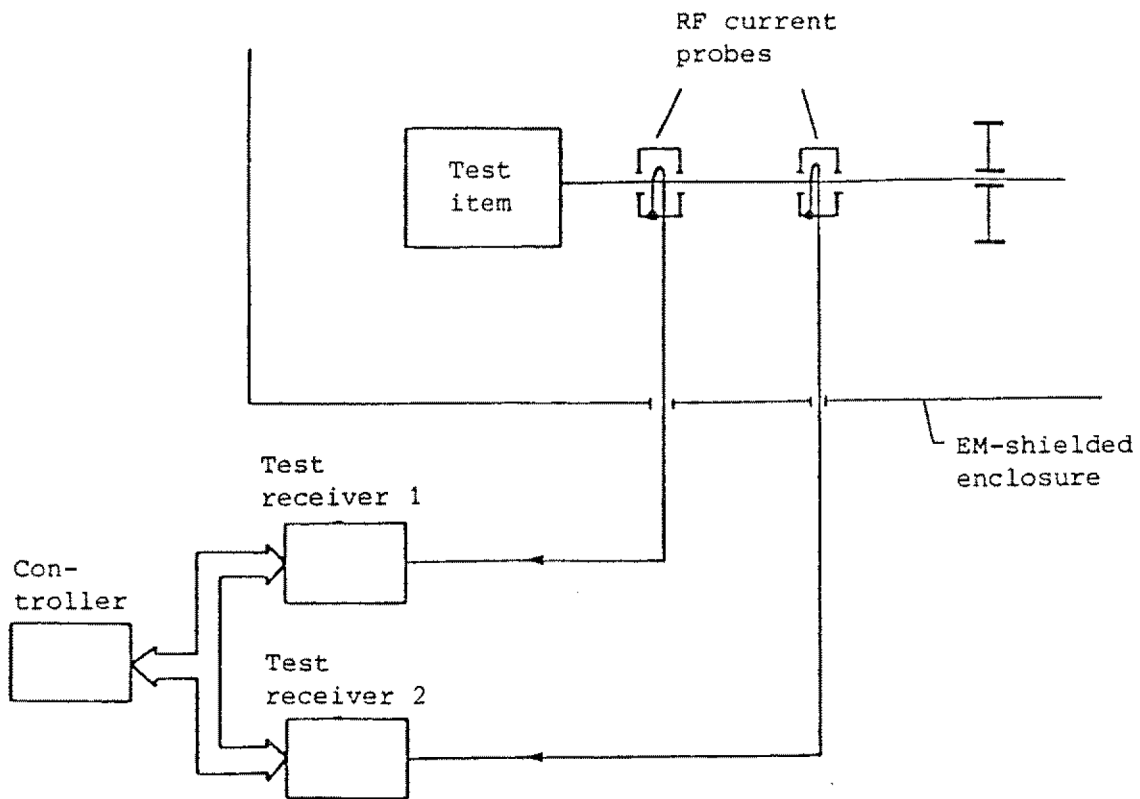 RF current
probes
Test
item
EM-shielded
enclosure
Test
receiver 1
Con-
troller
Test
receiver 2